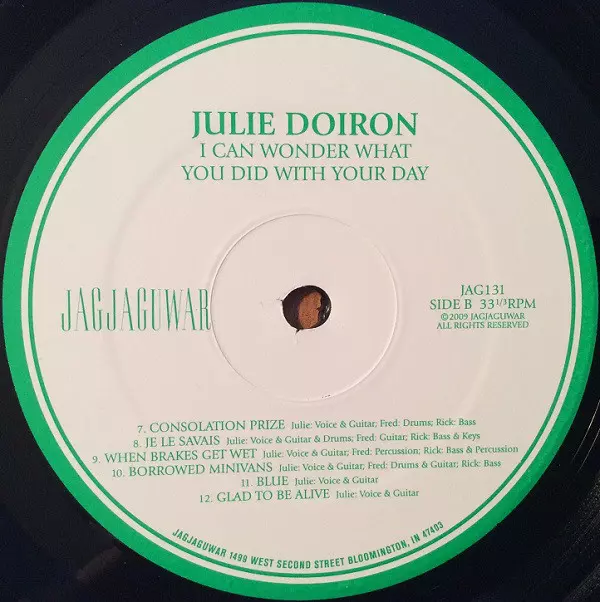 JULIE DOIRON
I CAN WONDER WHAT
YOU DID WITH YOUR DAY
JAGJAGUWAR
JAG131
SIDE B 33 1/3 RPM
©2009 JAGJAGUWAR
ALL RIGHTS RESERVED
7. CONSOLATION PRIZE Julie: Voice & Guitar; Fred: Drums; Rick: Bass
8. JE LE SAVAIS Julie: Voice & Guitar & Drums; Fred: Guitar; Rick: Bass & Keys
9. WHEN BRAKES GET WET Julie: Voice & Guitar; Fred: Percussion; Rick: Bass & Percussion
10. BORROWED MINIVANS Julie: Voice & Guitar; Fred: Drums & Guitar; Rick: Bass
11. BLUE Julie: Voice & Guitar
12. GLAD TO BE ALIVE Julie: Voice & Guitar
JAGJAGUWAR 1499 WEST SECOND STREET BLOOMINGTON, IN 47403